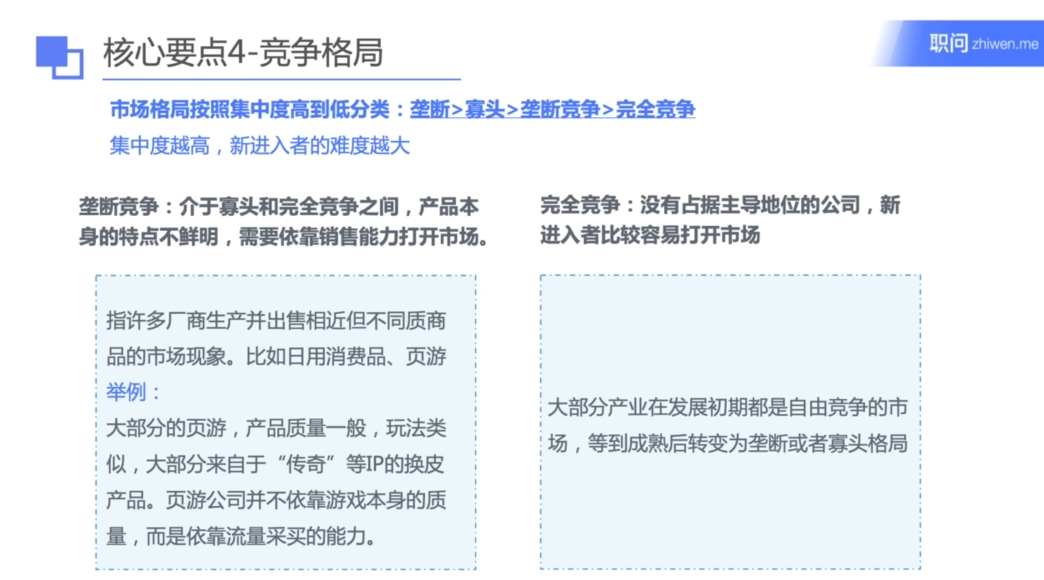 核心要点4-竞争格局
职问 zhiwen.me
市场格局按照集中度高到低分类：垄断>寡头>垄断竞争>完全竞争
集中度越高，新进入者的难度越大
垄断竞争：介于寡头和完全竞争之间，产品本
身的特点不鲜明，需要依靠销售能力打开市场。
指许多厂商生产并出售相近但不同质商
品的市场现象。比如日用消费品、页游
举例：
大部分的页游，产品质量一般，玩法类
似，大部分来自于“传奇”等IP的换皮
产品。页游公司并不依靠游戏本身的质
量，而是依靠流量采买的能力。
完全竞争：没有占据主导地位的公司，新
进入者比较容易打开市场
大部分产业在发展初期都是自由竞争的市
场，等到成熟后转变为垄断或者寡头格局